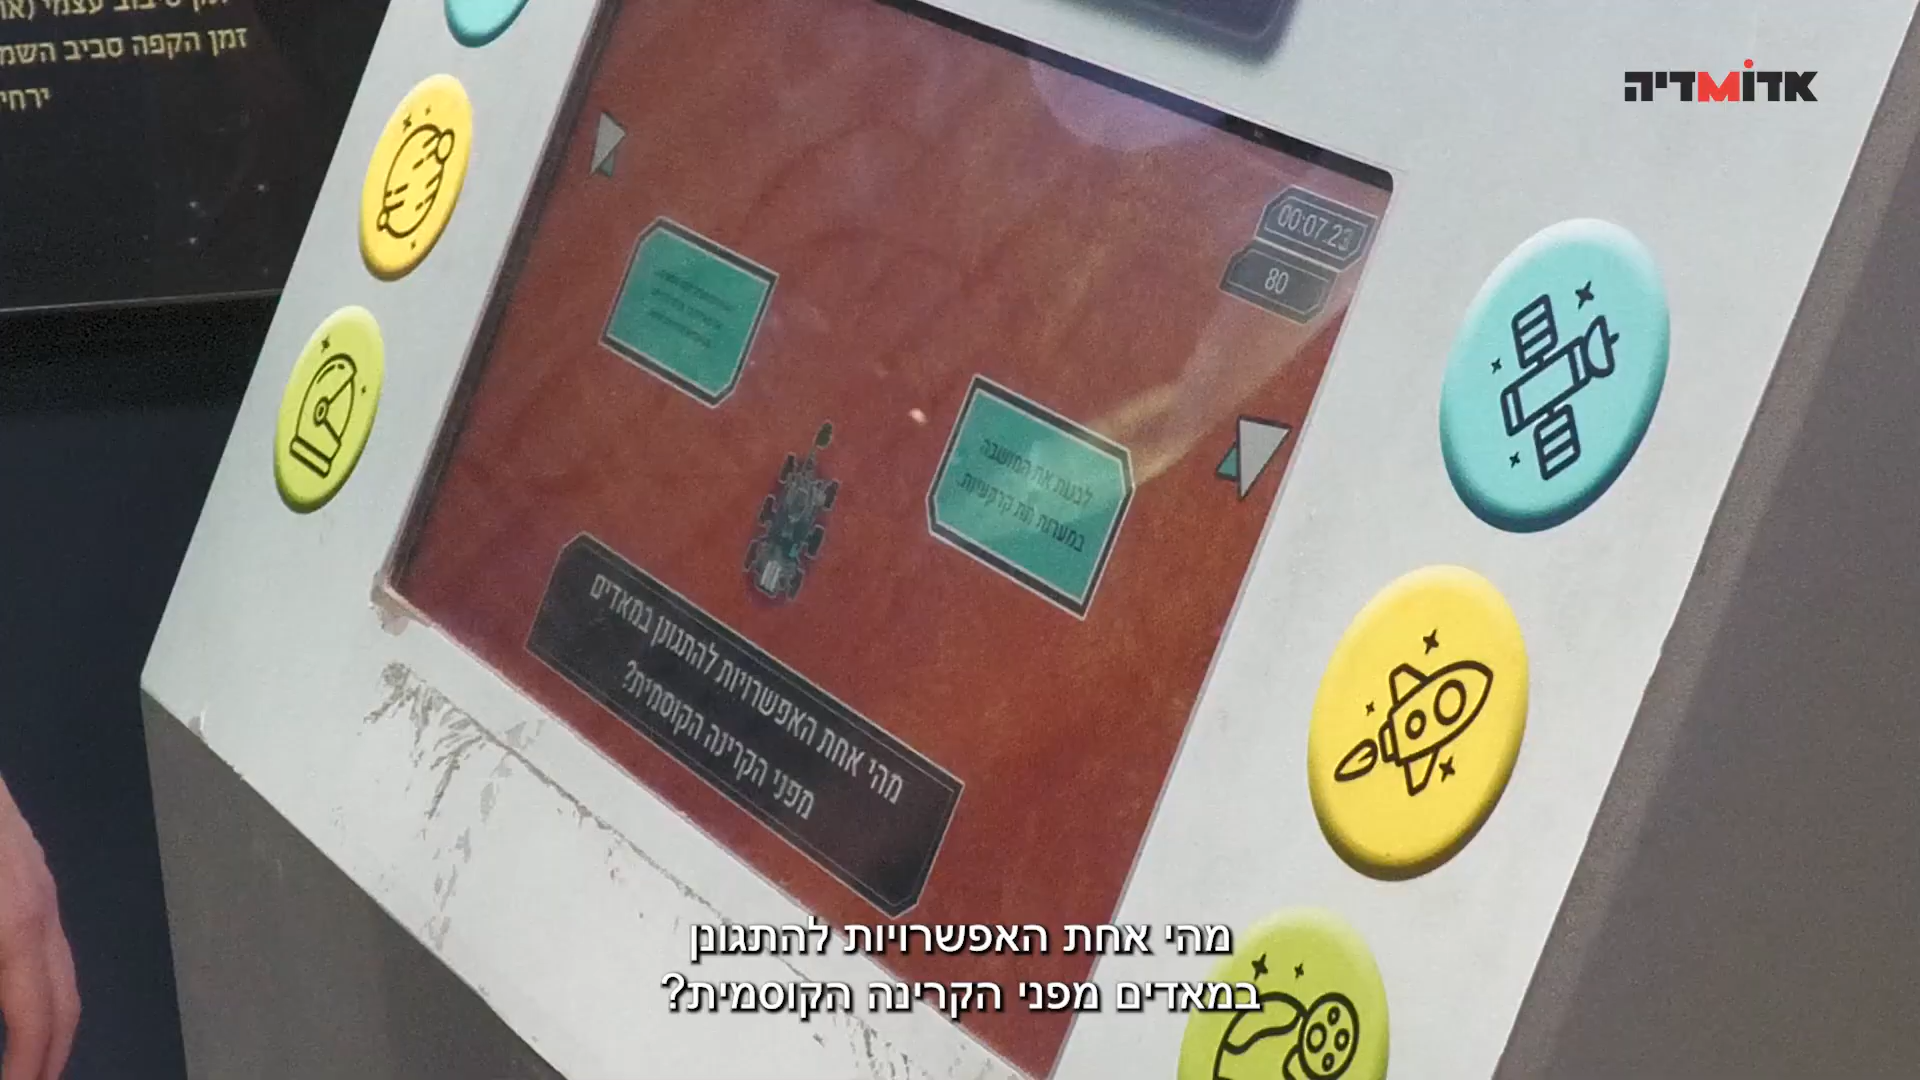 זמן הקפה סביב השמ
ירחי
אדומדיה
00:07.23
80
לבנות את המושבה
במערות תת קרקעיות.
מהי אחת האפשרויות להתגונן במאדים
מפני הקרינה הקוסמית?
מהי אחת האפשרויות להתגונן
במאדים מפני הקרינה הקוסמית?